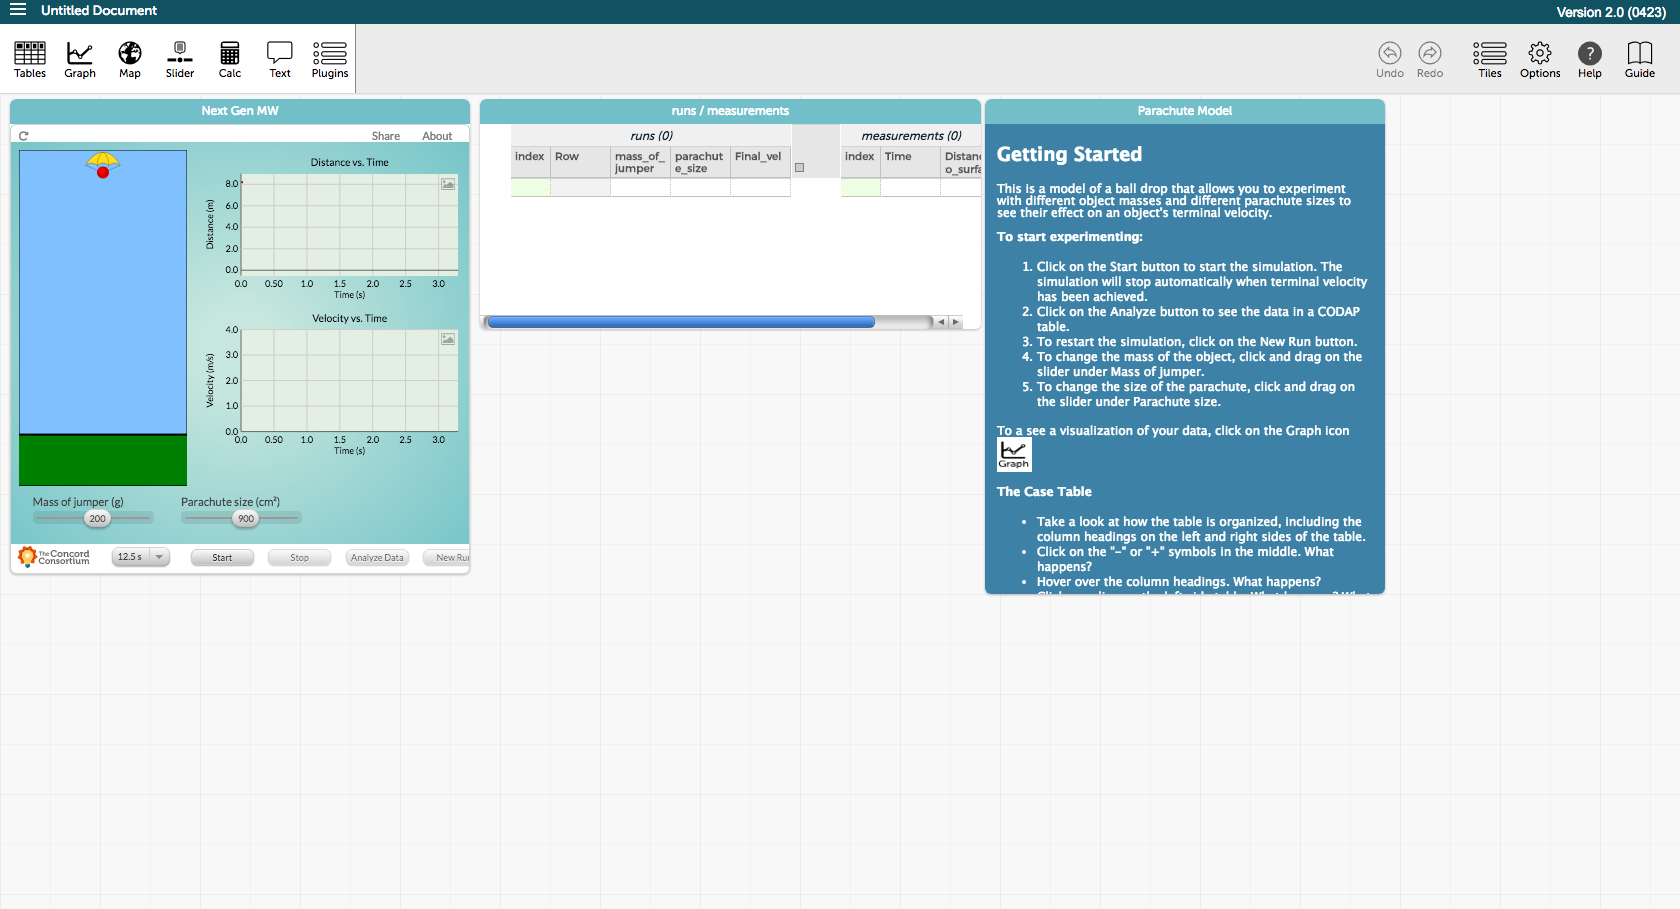 Untitled Document
Version 2.0 (0423)
Tables
Graph
Map
Slider
Calc
Text
Plugins
Undo
Redo
Tiles
Options
Help
Guide
Next Gen MW
Share
About
Distance vs. Time
Distance (m)
8.0
6.0
4.0
2.0
0.0
0.0 0.50 1.0 1.5 2.0 2.5 3.0
Time (s)
Velocity vs. Time
Velocity (m/s)
4.0
3.0
2.0
1.0
0.0
0.0 0.50 1.0 1.5 2.0 2.5 3.0
Time (s)
Mass of jumper (g)
200
Parachute size (cm²)
900
The Concord
Consortium
12.5 s
Start
Stop
Analyze Data
New Ru
runs / measurements
runs (0)
measurements (0)
index
Row
mass_of_
jumper
parachut
e_size
Final_vel
index
Time
Distan
o_surfa
Parachute Model
Getting Started
This is a model of a ball drop that allows you to experiment
with different object masses and different parachute sizes to
see their effect on an object's terminal velocity.
To start experimenting:
1. Click on the Start button to start the simulation. The
simulation will stop automatically when terminal velocity
has been achieved.
2. Click on the Analyze button to see the data in a CODAP
table.
3. To restart the simulation, click on the New Run button.
4. To change the mass of the object, click and drag on the
slider under Mass of jumper.
5. To change the size of the parachute, click and drag on
the slider under Parachute size.
To a see a visualization of your data, click on the Graph icon
Graph
The Case Table
• Take a look at how the table is organized, including the
column headings on the left and right sides of the table.
• Click on the "-" or "+" symbols in the middle. What
happens?
• Hover over the column headings. What happens?